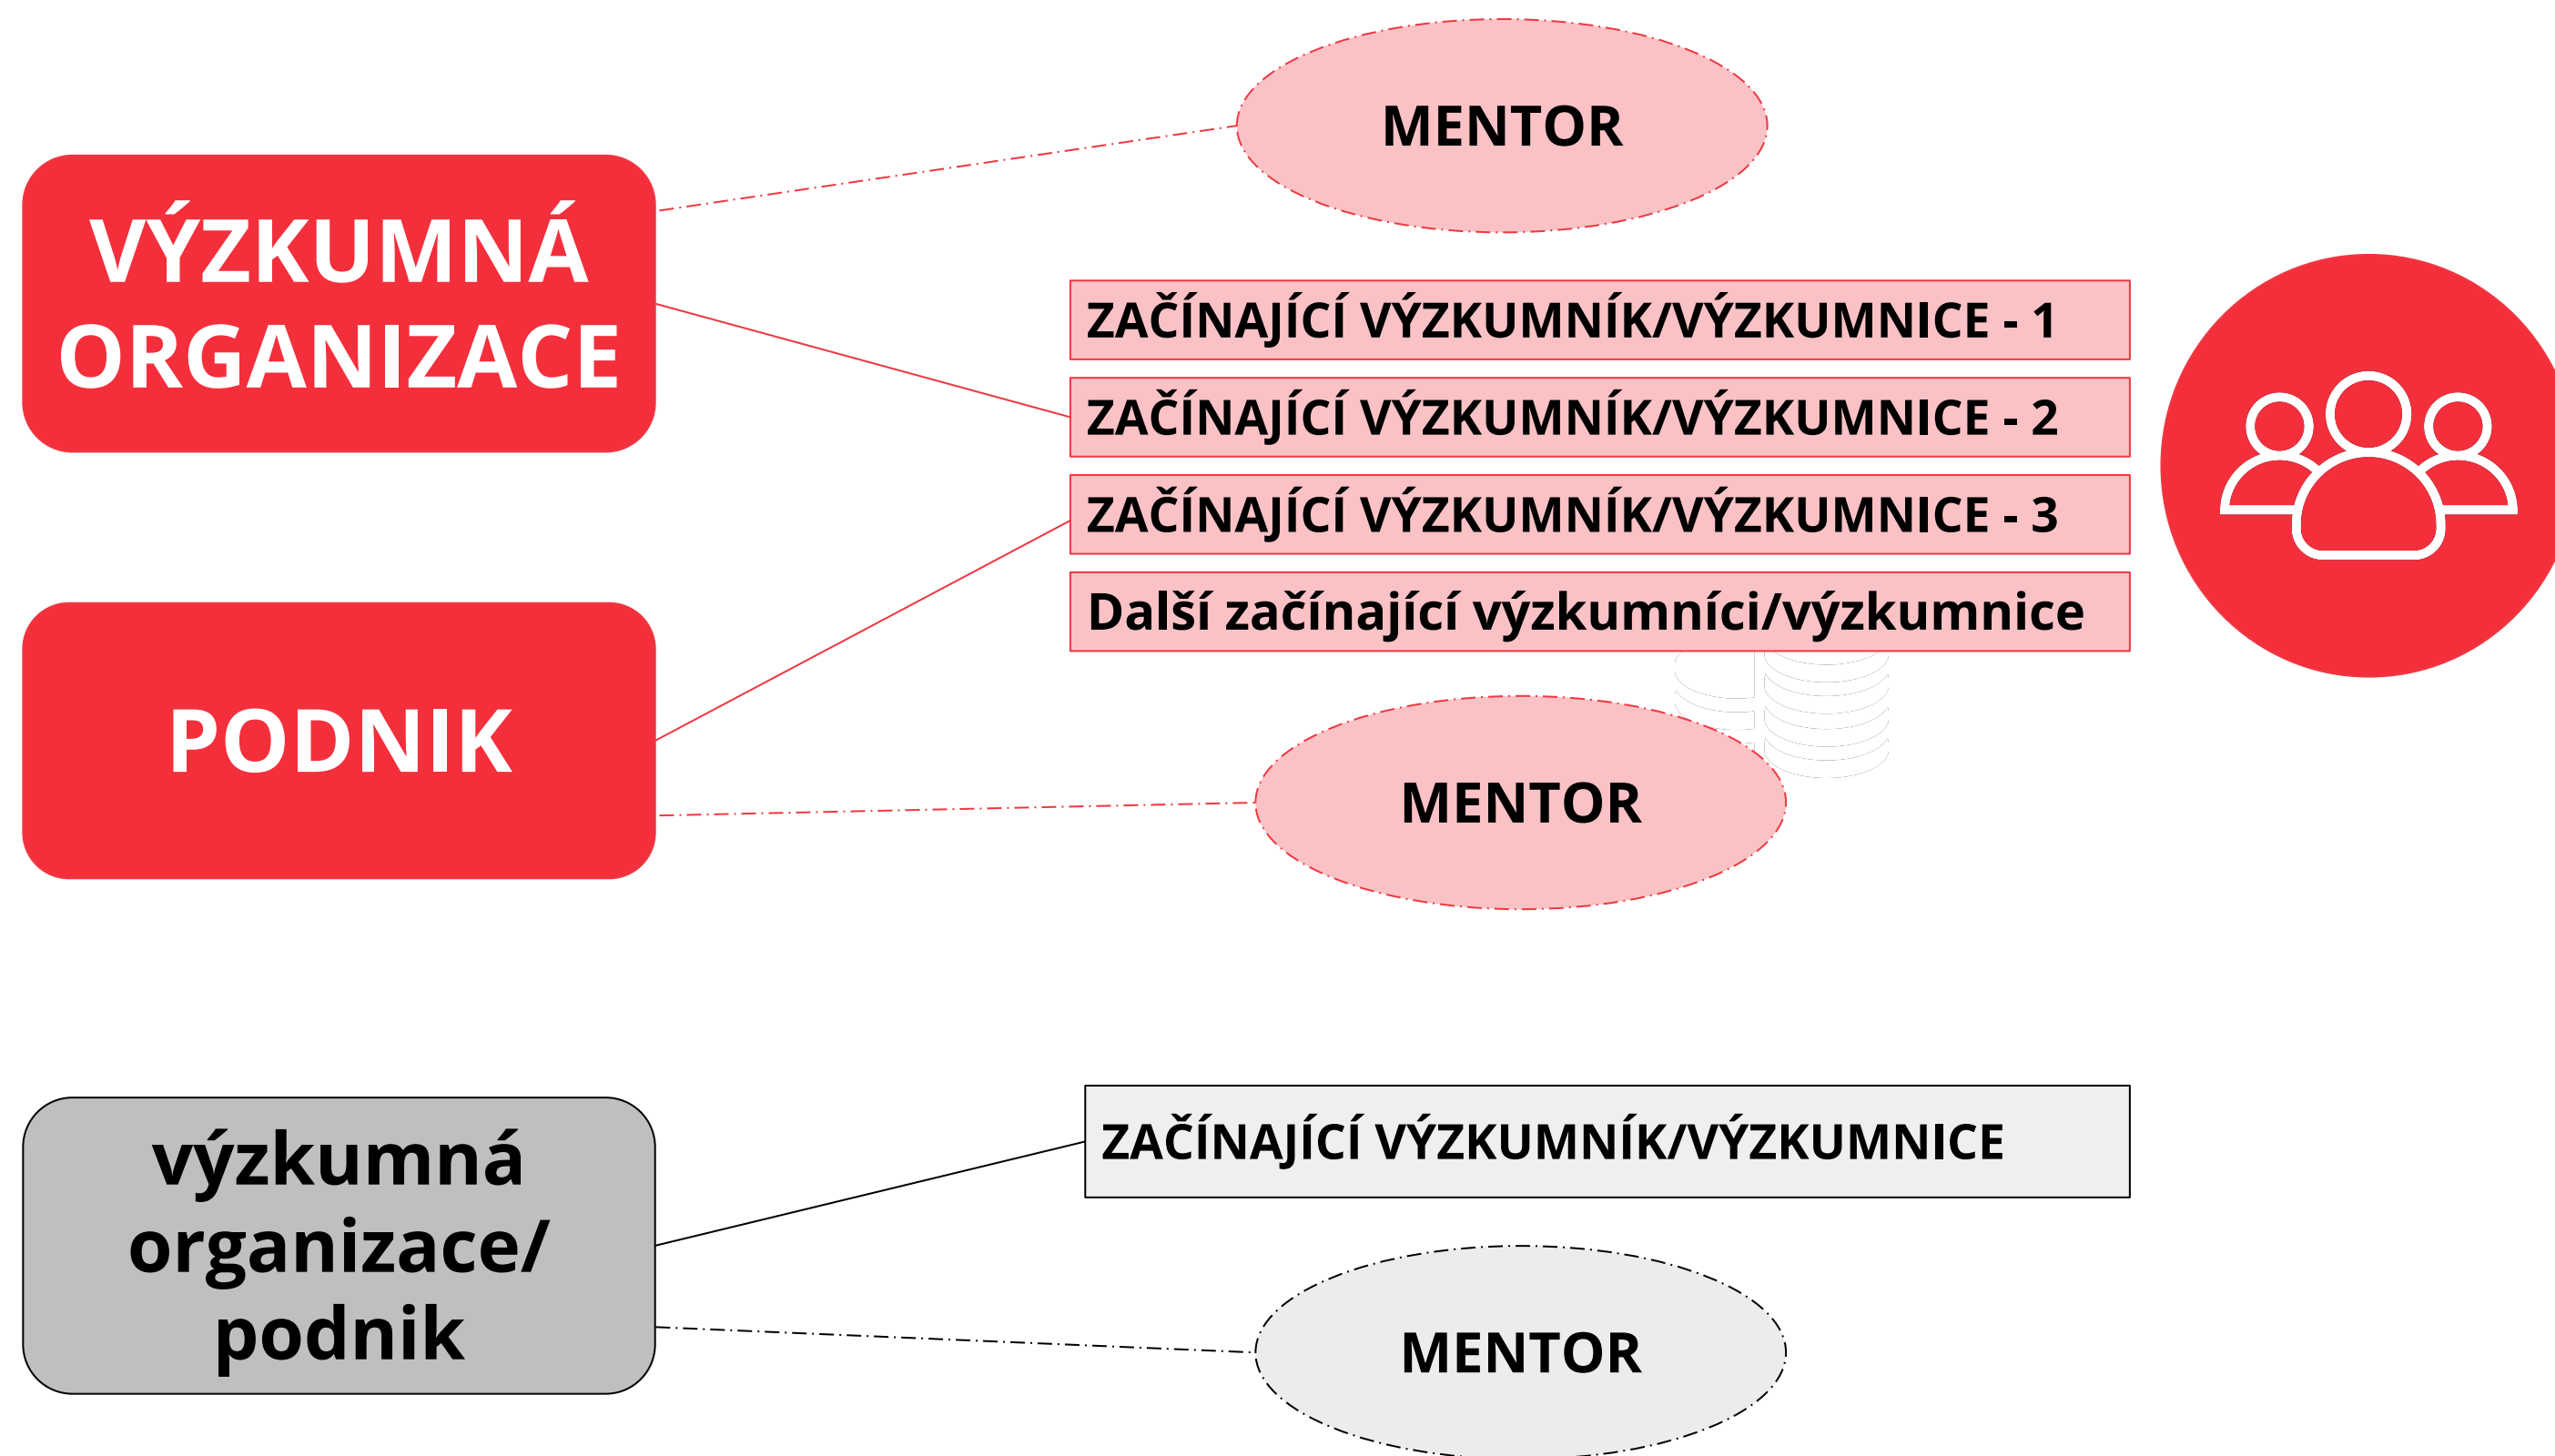 MENTOR
VÝZKUMNÁ
ORGANIZACE
ZAČÍNAJÍCÍ VÝZKUMNÍK/VÝZKUMNICE - 1
ZAČÍNAJÍCÍ VÝZKUMNÍK/VÝZKUMNICE - 2
ZAČÍNAJÍCÍ VÝZKUMNÍK/VÝZKUMNICE - 3
Další začínající výzkumníci/výzkumnice
PODNIK
MENTOR
výzkumná
organizace/
podnik
ZAČÍNAJÍCÍ VÝZKUMNÍK/VÝZKUMNICE
MENTOR